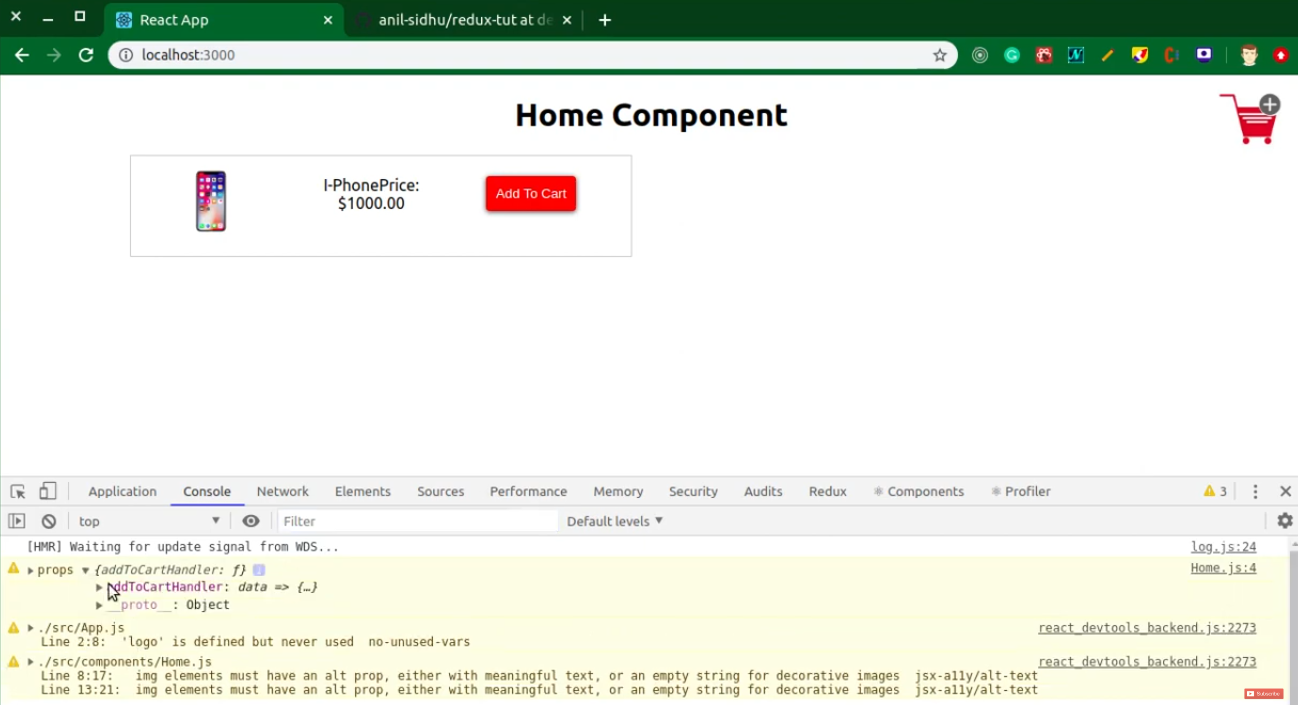 React App
anil-sidhu/redux-tut at de
localhost:3000
Home Component
I-PhonePrice:
$1000.00
Add To Cart
Application Console Network Elements Sources Performance Memory Security Audits Redux Components Profiler 3
top Filter Default levels
[HMR] Waiting for update signal from WDS... log.js:24
props {addToCartHandler: ƒ} Home.js:4
addToCartHandler: data => {…}
__proto__: Object
./src/App.js react_devtools_backend.js:2273
Line 2:8: 'logo' is defined but never used no-unused-vars
./src/components/Home.js react_devtools_backend.js:2273
Line 8:17: img elements must have an alt prop, either with meaningful text, or an empty string for decorative images jsx-a11y/alt-text
Line 13:21: img elements must have an alt prop, either with meaningful text, or an empty string for decorative images jsx-a11y/alt-text
Subscribe